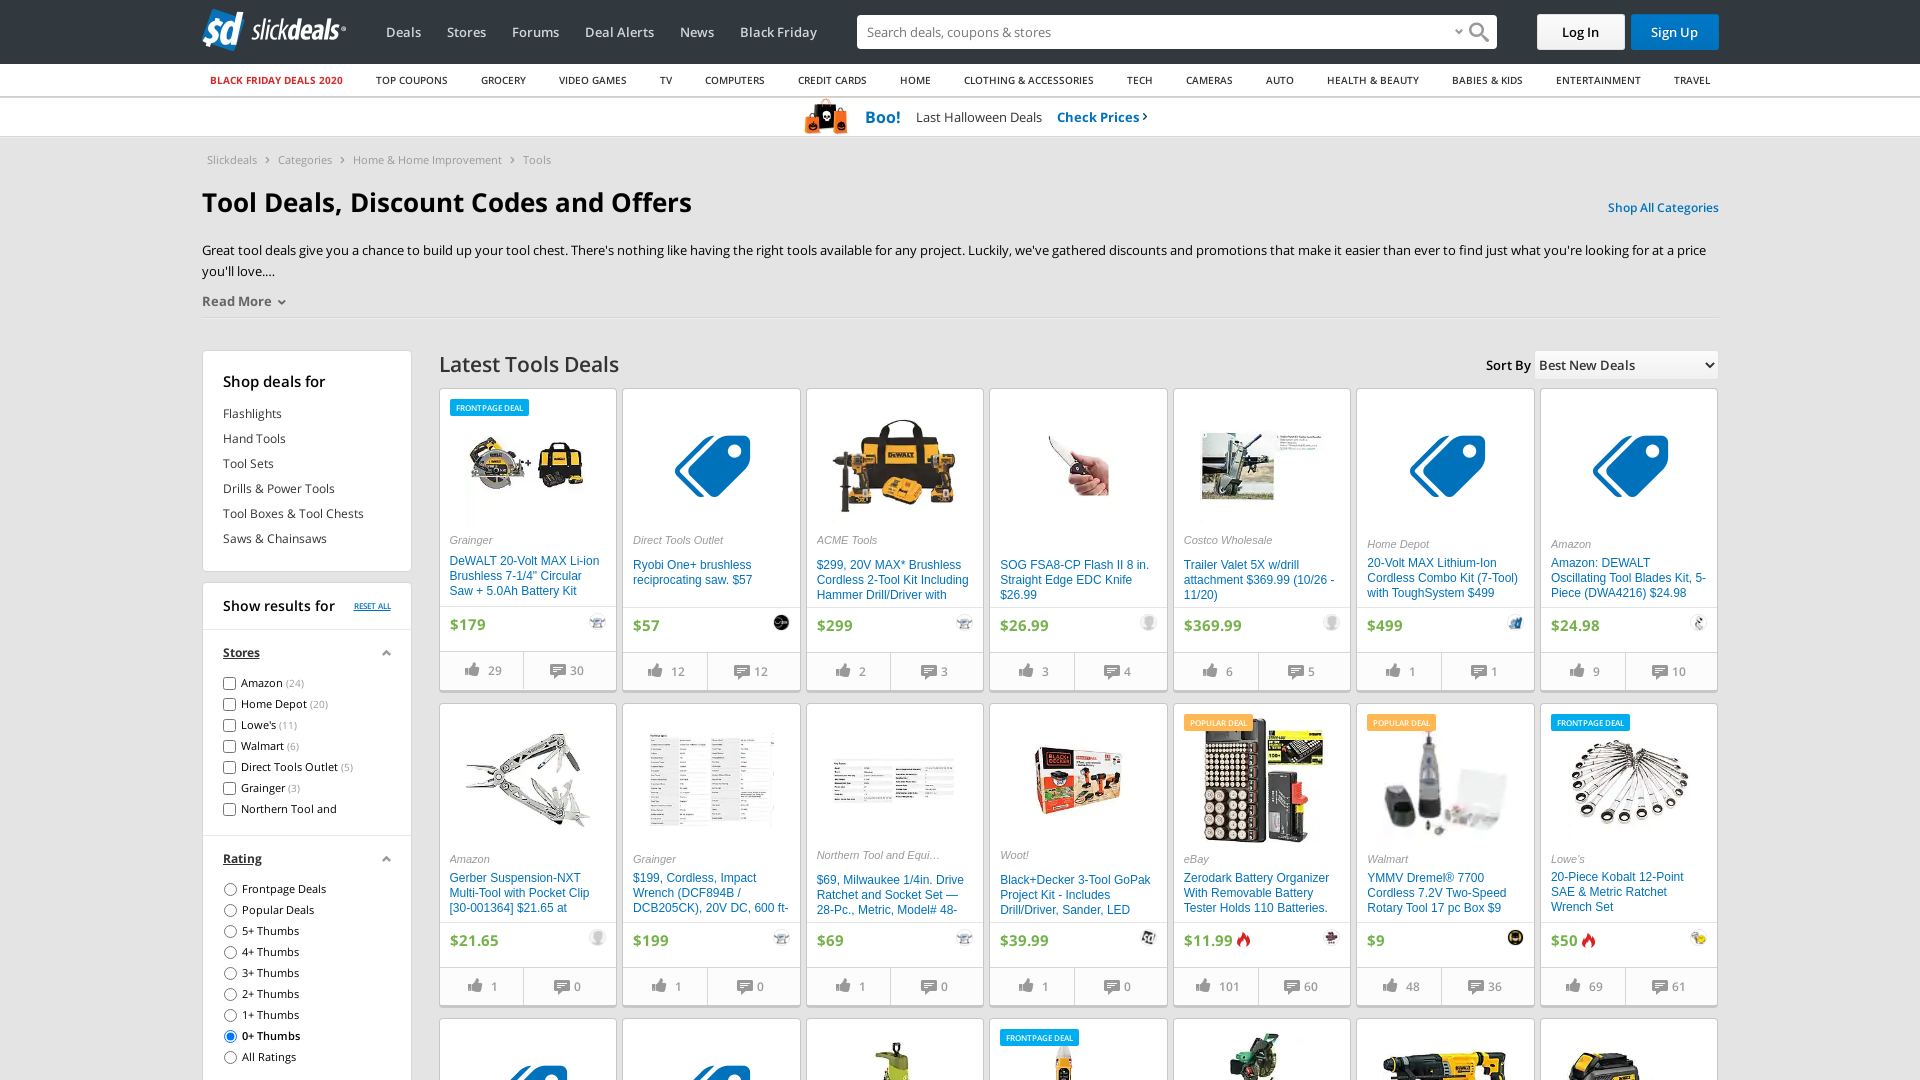 slickdeals
Deals
Stores
Forums
Deal Alerts
News
Black Friday
Search deals, coupons & stores
Log In
Sign Up
BLACK FRIDAY DEALS 2020
TOP COUPONS
GROCERY
VIDEO GAMES
TV
COMPUTERS
CREDIT CARDS
HOME
CLOTHING & ACCESSORIES
TECH
CAMERAS
AUTO
HEALTH & BEAUTY
BABIES & KIDS
ENTERTAINMENT
TRAVEL
Boo! Last Halloween Deals Check Prices
Slickdeals > Categories > Home & Home Improvement > Tools
Tool Deals, Discount Codes and Offers
Shop All Categories
Great tool deals give you a chance to build up your tool chest. There's nothing like having the right tools available for any project. Luckily, we've gathered discounts and promotions that make it easier than ever to find just what you're looking for at a price
you'll love....
Read More
Shop deals for
Flashlights
Hand Tools
Tool Sets
Drills & Power Tools
Tool Boxes & Tool Chests
Saws & Chainsaws
Show results for
RESET ALL
Stores
Amazon (24)
Home Depot (20)
Lowe's (11)
Walmart (6)
Direct Tools Outlet (5)
Grainger (3)
Northern Tool and
Rating
Frontpage Deals
Popular Deals
5+ Thumbs
4+ Thumbs
3+ Thumbs
2+ Thumbs
1+ Thumbs
0+ Thumbs
All Ratings
Latest Tools Deals
Sort By Best New Deals
FRONTPAGE DEAL
Grainger
DeWALT 20-Volt MAX Li-ion
Brushless 7-1/4" Circular
Saw + 5.0Ah Battery Kit
$179
29
30
Direct Tools Outlet
Ryobi One+ brushless
reciprocating saw. $57
$57
12
12
ACME Tools
$299, 20V MAX* Brushless
Cordless 2-Tool Kit Including
Hammer Drill/Driver with
$299
2
3
SOG FSA8-CP Flash II 8 in.
Straight Edge EDC Knife
$26.99
$26.99
3
4
Costco Wholesale
Trailer Valet 5X w/drill
attachment $369.99 (10/26 -
11/20)
$369.99
6
5
Home Depot
20-Volt MAX Lithium-Ion
Cordless Combo Kit (7-Tool)
with ToughSystem $499
$499
1
1
Amazon
Amazon: DEWALT
Oscillating Tool Blades Kit, 5-
Piece (DWA4216) $24.98
$24.98
9
10
Amazon
Gerber Suspension-NXT
Multi-Tool with Pocket Clip
[30-001364] $21.65 at
$21.65
1
0
Grainger
$199, Cordless, Impact
Wrench (DCF894B /
DCB205CK), 20V DC, 600 ft-
$199
1
0
Northern Tool and Equi…
$69, Milwaukee 1/4in. Drive
Ratchet and Socket Set —
28-Pc., Metric, Model# 48-
$69
1
0
Woot!
Black+Decker 3-Tool GoPak
Project Kit - Includes
Drill/Driver, Sander, LED
$39.99
1
0
POPULAR DEAL
eBay
Zerodark Battery Organizer
With Removable Battery
Tester Holds 110 Batteries.
$11.99
101
60
POPULAR DEAL
Walmart
YMMV Dremel® 7700
Cordless 7.2V Two-Speed
Rotary Tool 17 pc Box $9
$9
48
36
FRONTPAGE DEAL
Lowe's
20-Piece Kobalt 12-Point
SAE & Metric Ratchet
Wrench Set
$50
69
61
FRONTPAGE DEAL